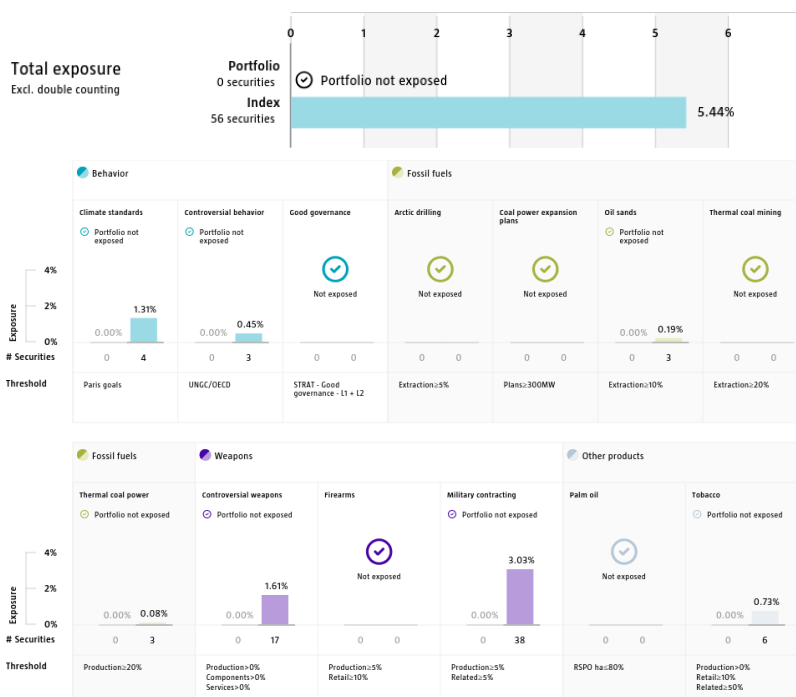 0 1 2 3 4 5 6
Total exposure
Excl. double counting
Portfolio
0 securities
Portfolio not exposed
Index
56 securities
5.44%
Behavior
Fossil fuels
Climate standards
Controversial behavior
Good governance
Arctic drilling
Coal power expansion
plans
Oil sands
Thermal coal mining
Portfolio not
exposed
Portfolio not
exposed
Portfolio not
exposed
Not exposed
Not exposed
Not exposed
Not exposed
Exposure
4%
2%
0%
0.00% 1.31%
0.00% 0.45%
0.00% 0.19%
# Securities 0 4 0 3 0 0 0 0 0 0 0 3 0 0
Threshold
Paris goals
UNGC/OECD
STRAT - Good
governance - L1 + L2
Extraction≥5%
Plans≥300MW
Extraction≥10%
Extraction≥20%
Fossil fuels
Weapons
Other products
Thermal coal power
Controversial weapons
Firearms
Military contracting
Palm oil
Tobacco
Portfolio not exposed
Portfolio not exposed
Portfolio not exposed
Portfolio not exposed
Not exposed
Not exposed
Exposure
4%
2%
0%
0.00% 0.08%
0.00% 1.61%
0.00% 3.03%
0.00% 0.73%
# Securities 0 3 0 17 0 0 0 38 0 0 0 6
Threshold
Production≥20%
Production>0%
Components>0%
Services>0%
Production≥5%
Retail≥10%
Production≥5%
Related≥5%
RSPO ha≤80%
Production>0%
Retail≥10%
Related≥50%